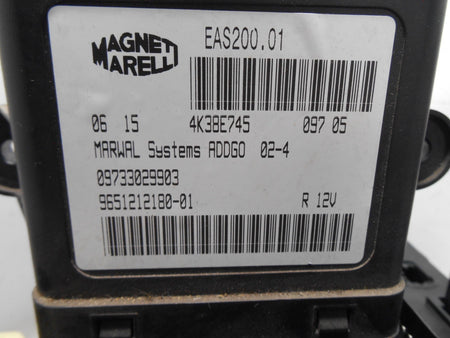 MAGNETI
MARELLI
EAS200.01
06 15 4K38E745 097 05
MARWAL Systems ADDGO 02-4
09733029903
9651212180-01 R 12V